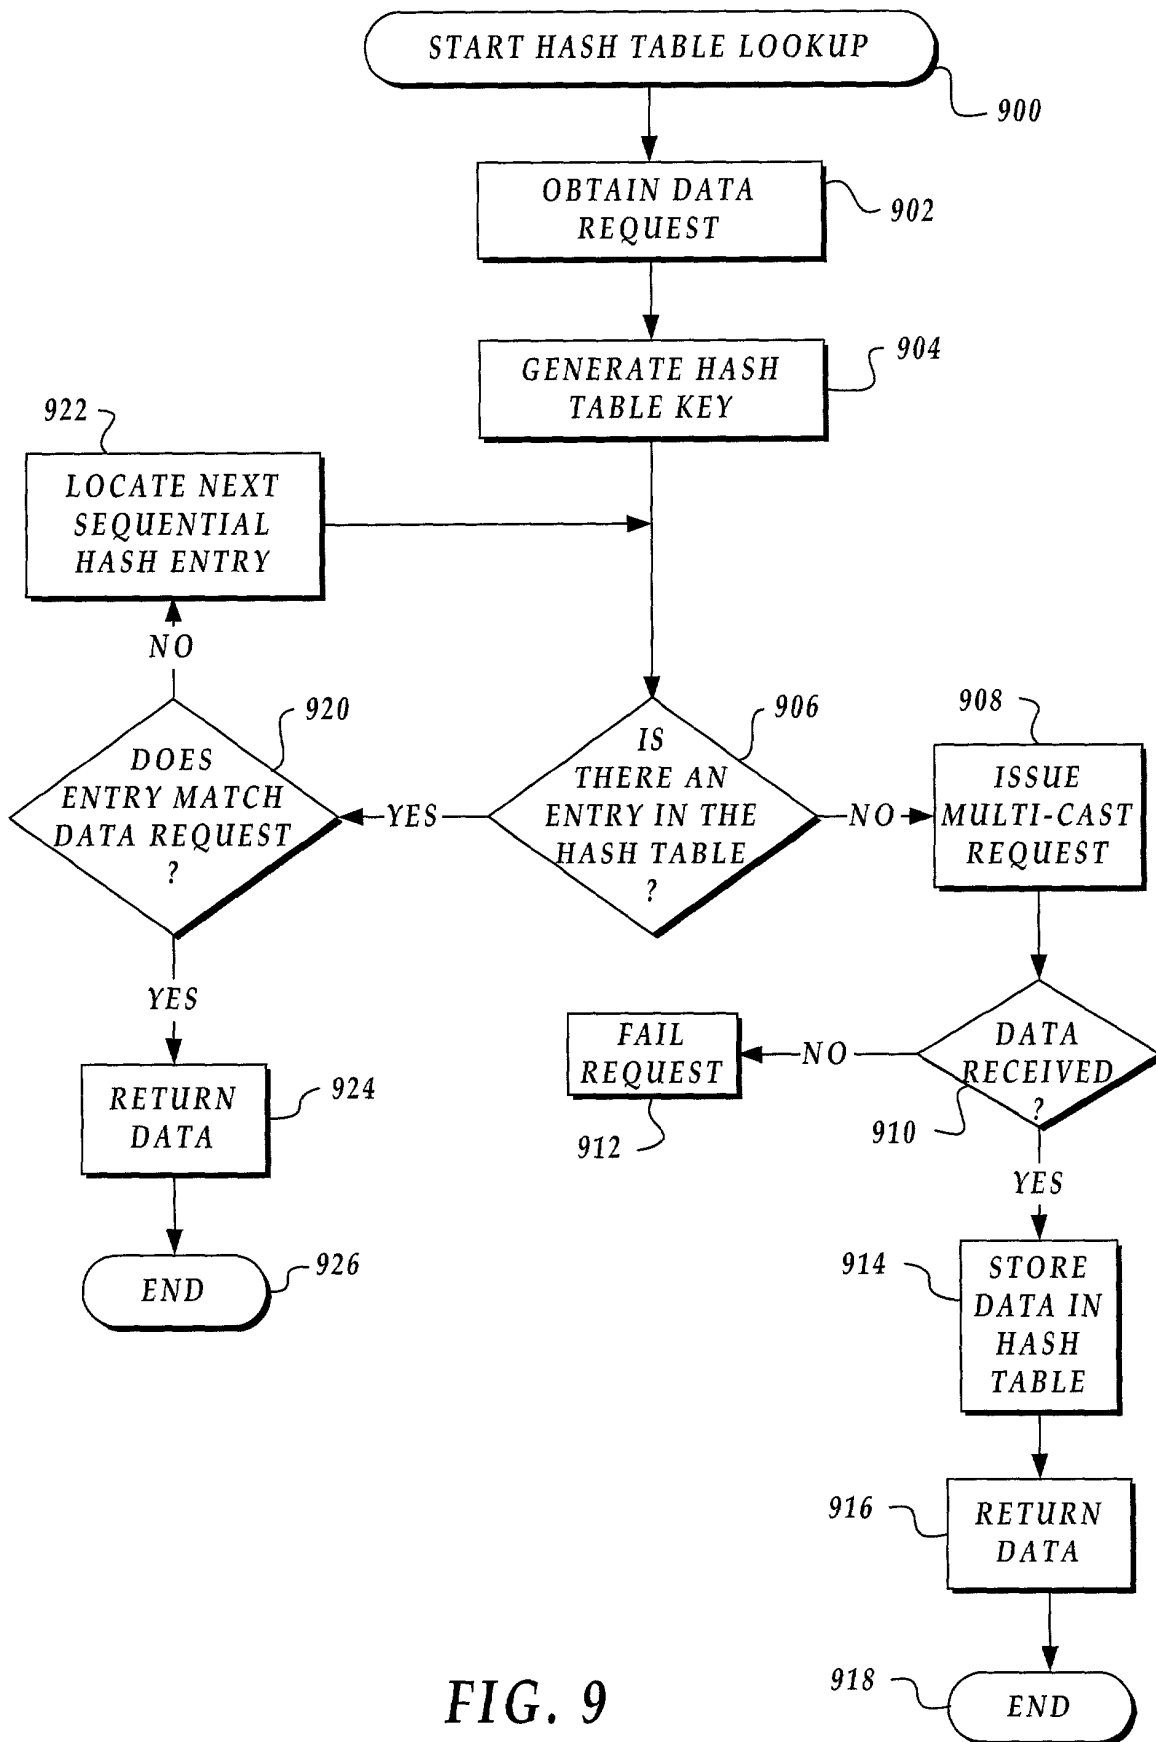 START HASH TABLE LOOKUP
900
OBTAIN DATA
REQUEST
902
GENERATE HASH
TABLE KEY
904
922
LOCATE NEXT
SEQUENTIAL
HASH ENTRY
NO
920
DOES
ENTRY MATCH
DATA REQUEST
?
YES
906
IS
THERE AN
ENTRY IN THE
HASH TABLE
?
NO
908
ISSUE
MULTI-CAST
REQUEST
YES
RETURN
DATA
924
END
926
FAIL
REQUEST
912
NO
DATA
RECEIVED
?
910
YES
914
STORE
DATA IN
HASH
TABLE
916
RETURN
DATA
918
END
FIG. 9